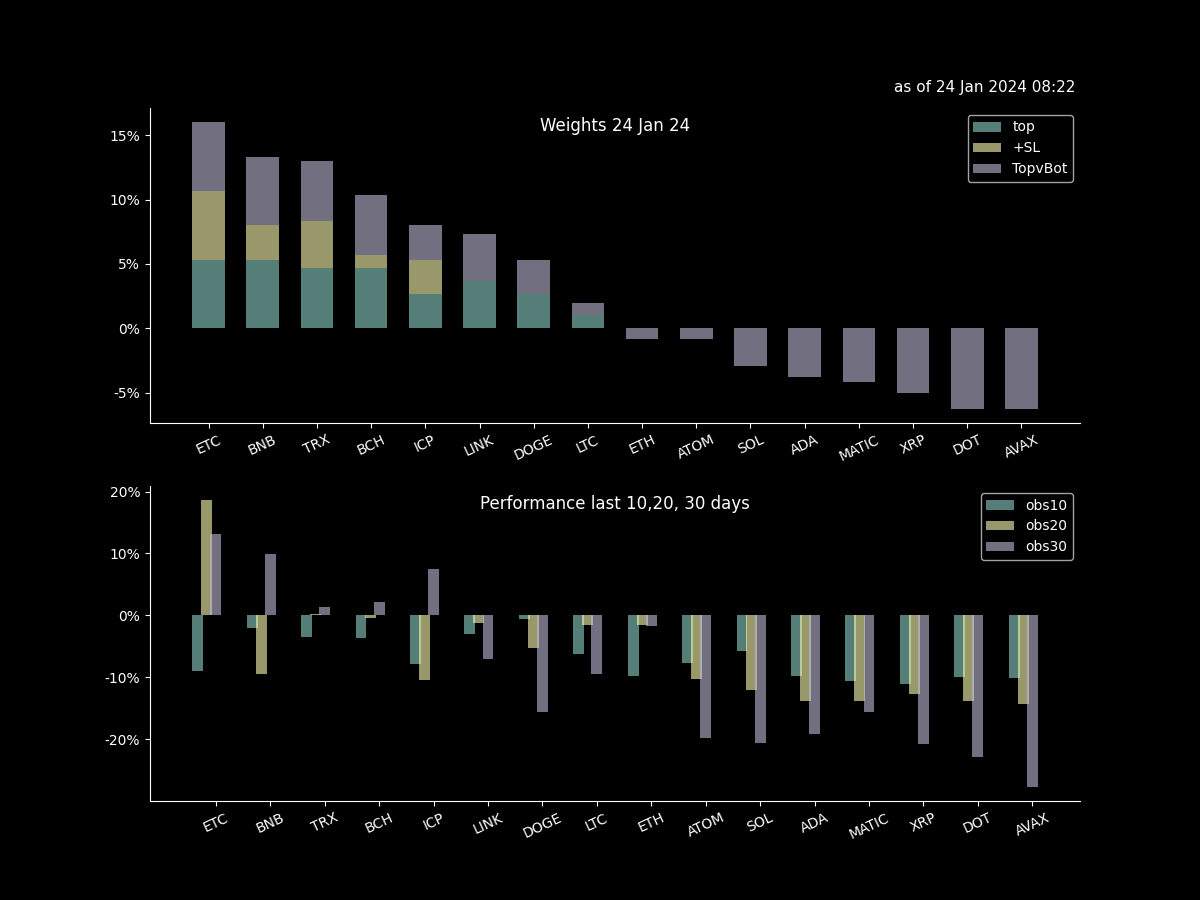 as of 24 Jan 2024 08:22
Weights 24 Jan 24
top
+SL
TopvBot
15%
10%
5%
0%
-5%
ETC BNB TRX BCH ICP LINK DOGE LTC ETH ATOM SOL ADA MATIC XRP DOT AVAX
Performance last 10,20, 30 days
obs10
obs20
obs30
20%
10%
0%
-10%
-20%
ETC BNB TRX BCH ICP LINK DOGE LTC ETH ATOM SOL ADA MATIC XRP DOT AVAX